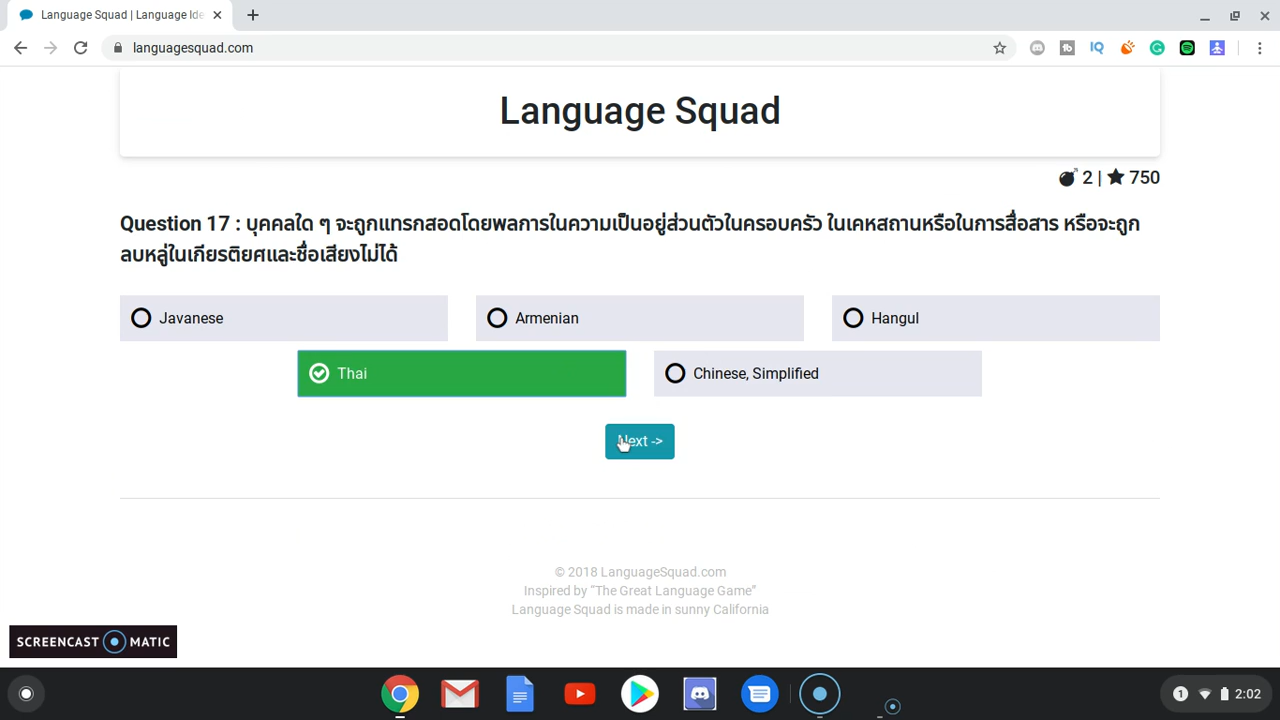 Language Squad | Language Ide
languagesquad.com
Language Squad
2 | ★ 750
Question 17 : บุคคลใด ๆ จะถูกแทรกสอดโดยพลการในความเป็นอยู่ส่วนตัวในครอบครัว ในเคหสถานหรือในการสื่อสาร หรือจะถูก
ลบหลู่ในเกียรติยศและชื่อเสียงไม่ได้
Javanese
Armenian
Hangul
Thai
Chinese, Simplified
Next ->
© 2018 LanguageSquad.com
Inspired by "The Great Language Game"
Language Squad is made in sunny California
SCREENCAST MATIC
1 2:02